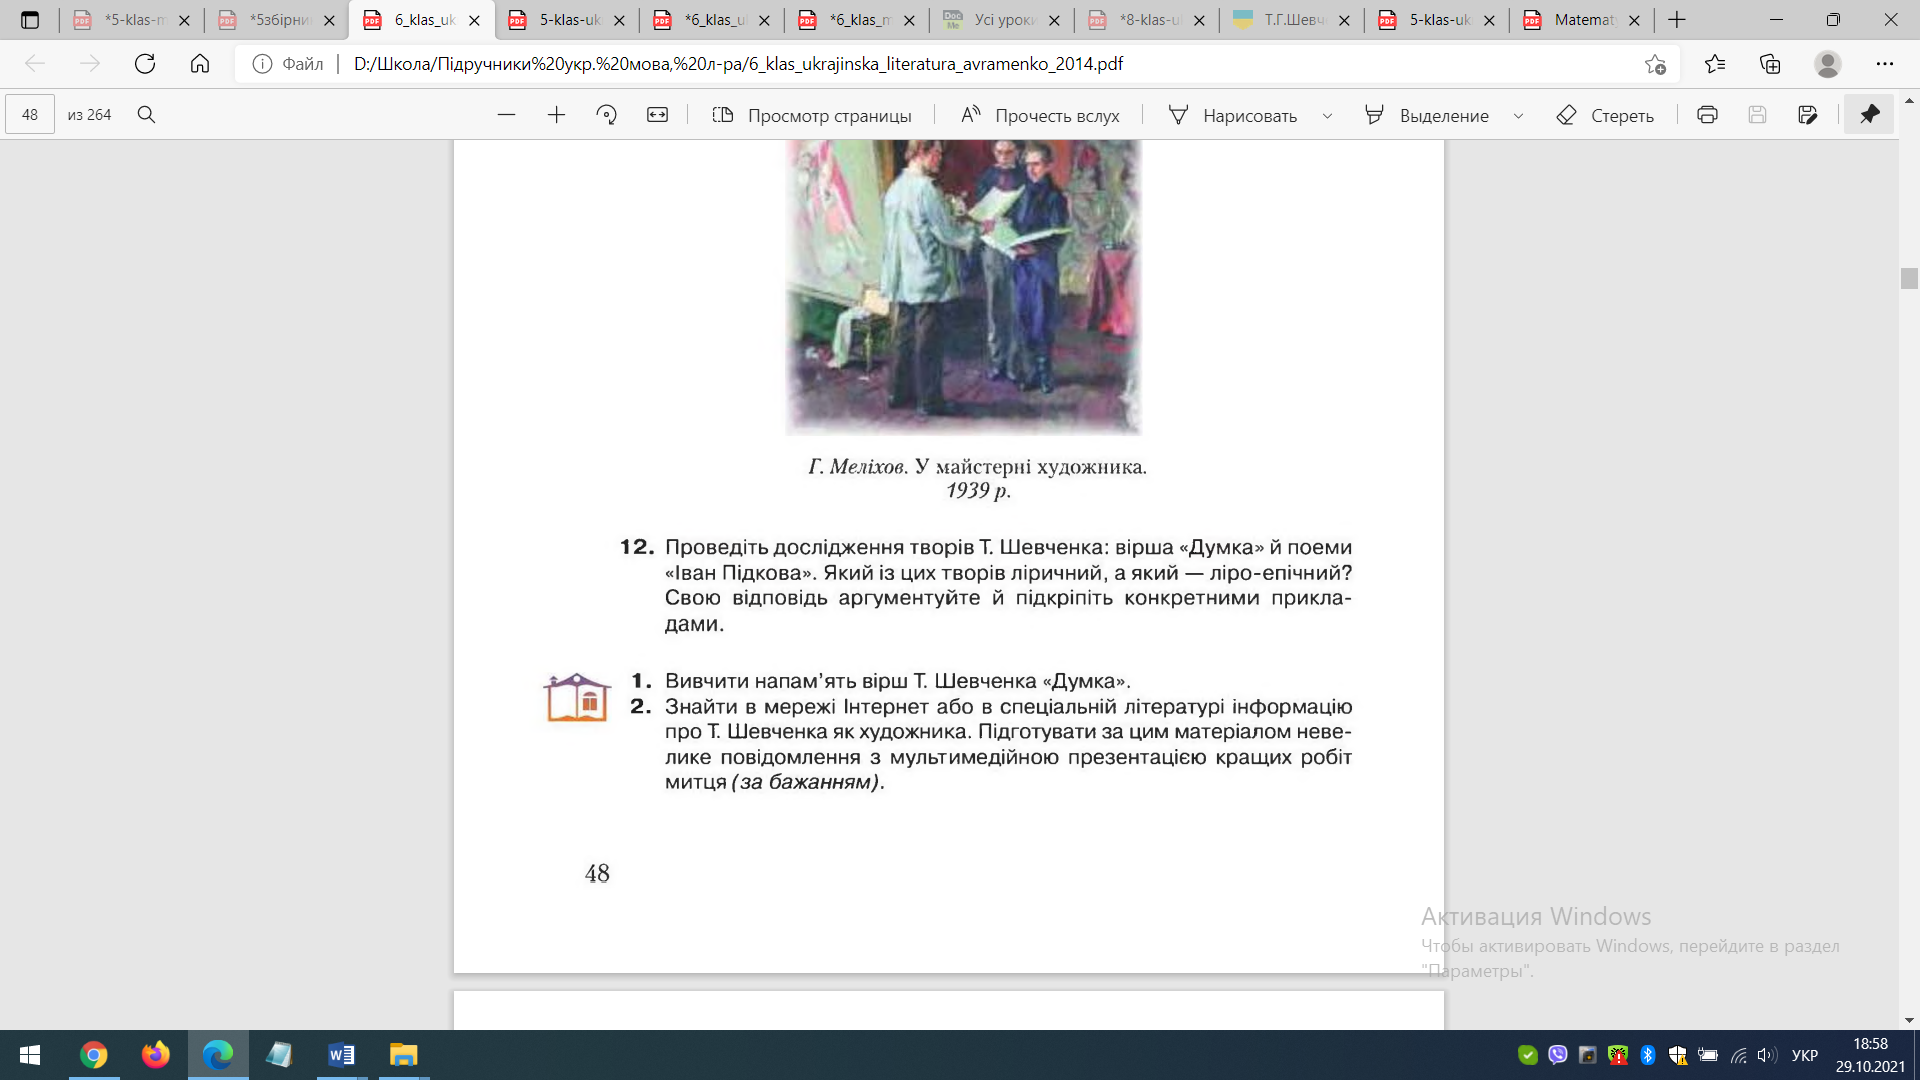 *5-klas-m
*5збірни
6_klas_uk
5-klas-uk
*6_klas_u
*6_klas_m
Усі уроки
*8-klas-u
Т.Г.Шевч
5-klas-uk
Matemat
Файл D:/Школа/Підручники%20укр.%20мова,%20л-ра/6_klas_ukrajinska_literatura_avramenko_2014.pdf
48 из 264 Просмотр страницы Прочесть вслух Нарисовать Выделение Стереть
Г. Меліхов. У майстерні художника.
1939 р.
12. Проведіть дослідження творів Т. Шевченка: вірша «Думка» й поеми
«Іван Підкова». Який із цих творів ліричний, а який — ліро-епічний?
Свою відповідь аргументуйте й підкріпіть конкретними прикла-
дами.
1. Вивчити напам’ять вірш Т. Шевченка «Думка».
2. Знайти в мережі Інтернет або в спеціальній літературі інформацію
про Т. Шевченка як художника. Підготувати за цим матеріалом неве-
лике повідомлення з мультимедійною презентацією кращих робіт
митця (за бажанням).
48
Активация Windows
Чтобы активировать Windows, перейдите в раздел
"Параметры".
УКР
18:58
29.10.2021